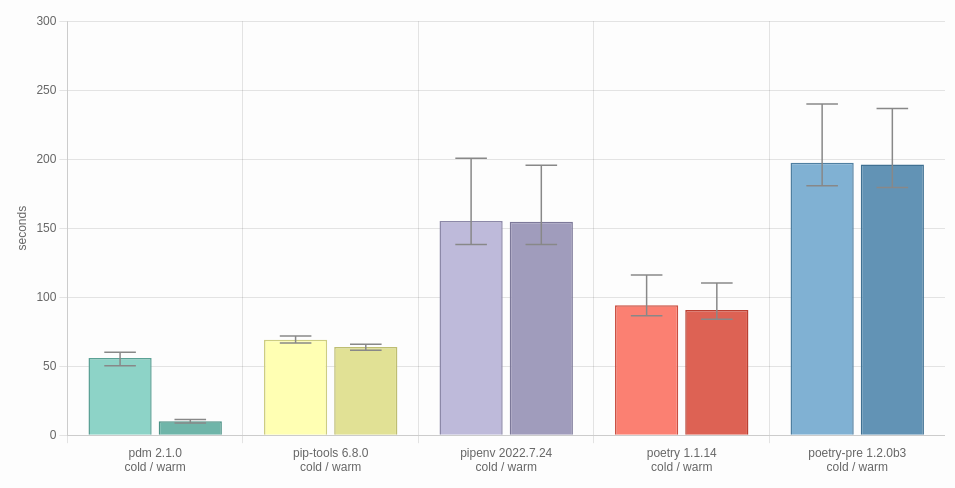 300
250
200
150
100
50
0
seconds
pdm 2.1.0
cold / warm
pip-tools 6.8.0
cold / warm
pipenv 2022.7.24
cold / warm
poetry 1.1.14
cold / warm
poetry-pre 1.2.0b3
cold / warm